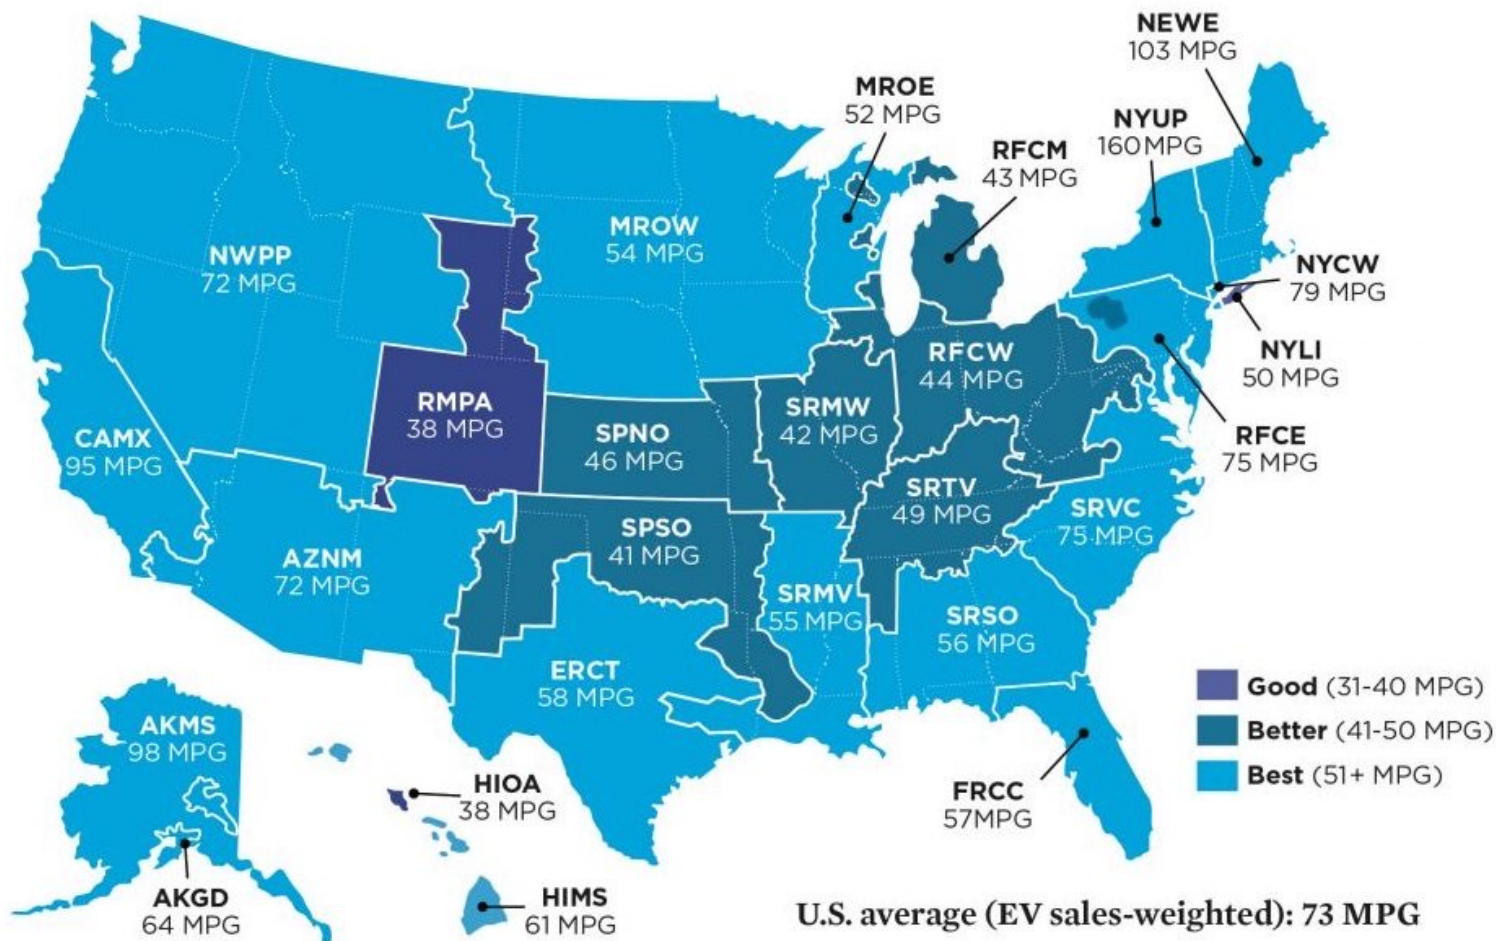 NEWE
103 MPG
MROE
52 MPG
NYUP
160 MPG
RFCM
43 MPG
MROW
54 MPG
NWPP
72 MPG
NYCW
79 MPG
NYLI
50 MPG
RFCW
44 MPG
RMPA
38 MPG
SRMW
42 MPG
SPNO
46 MPG
CAMX
95 MPG
RFCE
75 MPG
SRTV
49 MPG
SRVC
75 MPG
SPSO
41 MPG
AZNM
72 MPG
SRMV
55 MPG
SRSO
56 MPG
ERCT
58 MPG
Good (31-40 MPG)
Better (41-50 MPG)
Best (51+ MPG)
AKMS
98 MPG
HIOA
38 MPG
FRCC
57MPG
AKGD
64 MPG
HIMS
61 MPG
U.S. average (EV sales-weighted): 73 MPG